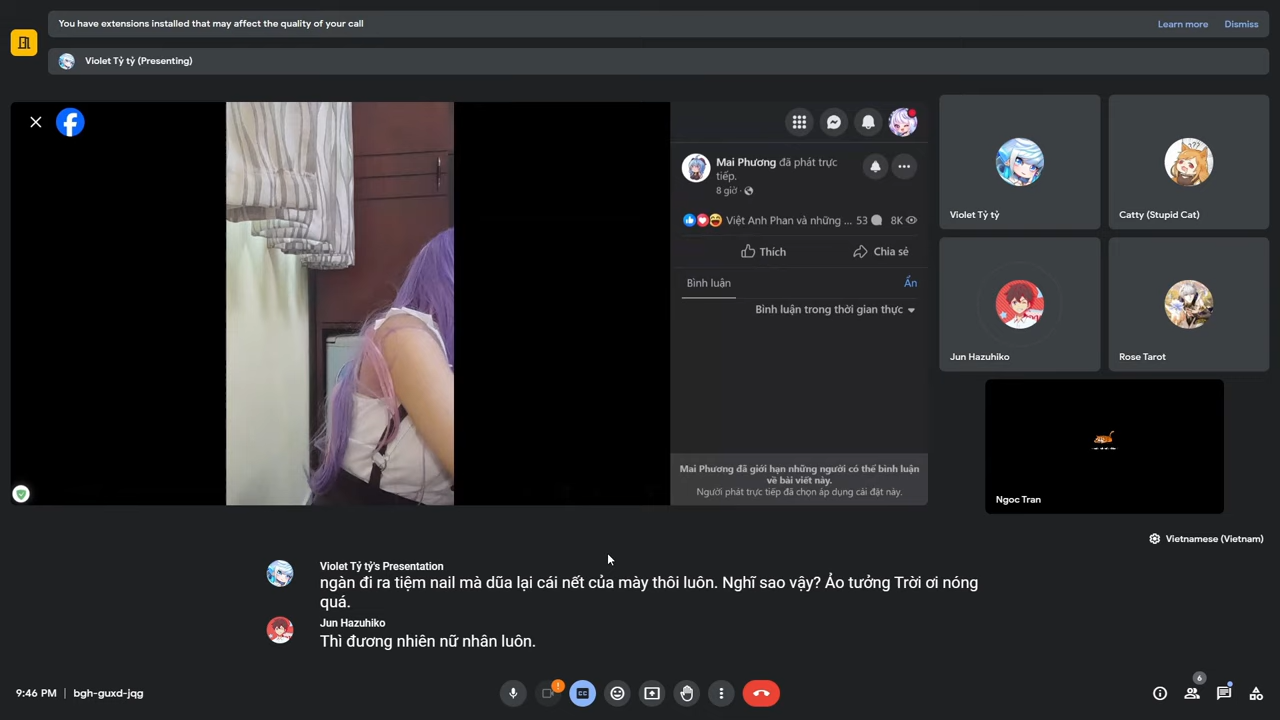 You have extensions installed that may affect the quality of your call
Learn more
Dismiss
Violet Tỷ tỷ (Presenting)
Mai Phương đã phát trực
tiếp.
8 giờ ·
Việt Anh Phan và những ...
53
8K
Thích
Chia sẻ
Bình luận
Ẩn
Bình luận trong thời gian thực
Mai Phương đã giới hạn những người có thể bình luận
về bài viết này.
Người phát trực tiếp đã chọn áp dụng cài đặt này.
Violet Tỷ tỷ
???
Catty (Stupid Cat)
Jun Hazuhiko
Rose Tarot
Ngoc Tran
Vietnamese (Vietnam)
Violet Tỷ tỷ's Presentation
ngàn đi ra tiệm nail mà dũa lại cái nết của mày thôi luôn. Nghĩ sao vậy? Ảo tưởng Trời ơi nóng
quá.
Jun Hazuhiko
Thì đương nhiên nữ nhân luôn.
9:46 PM | bgh-guxd-jqg
CC
6